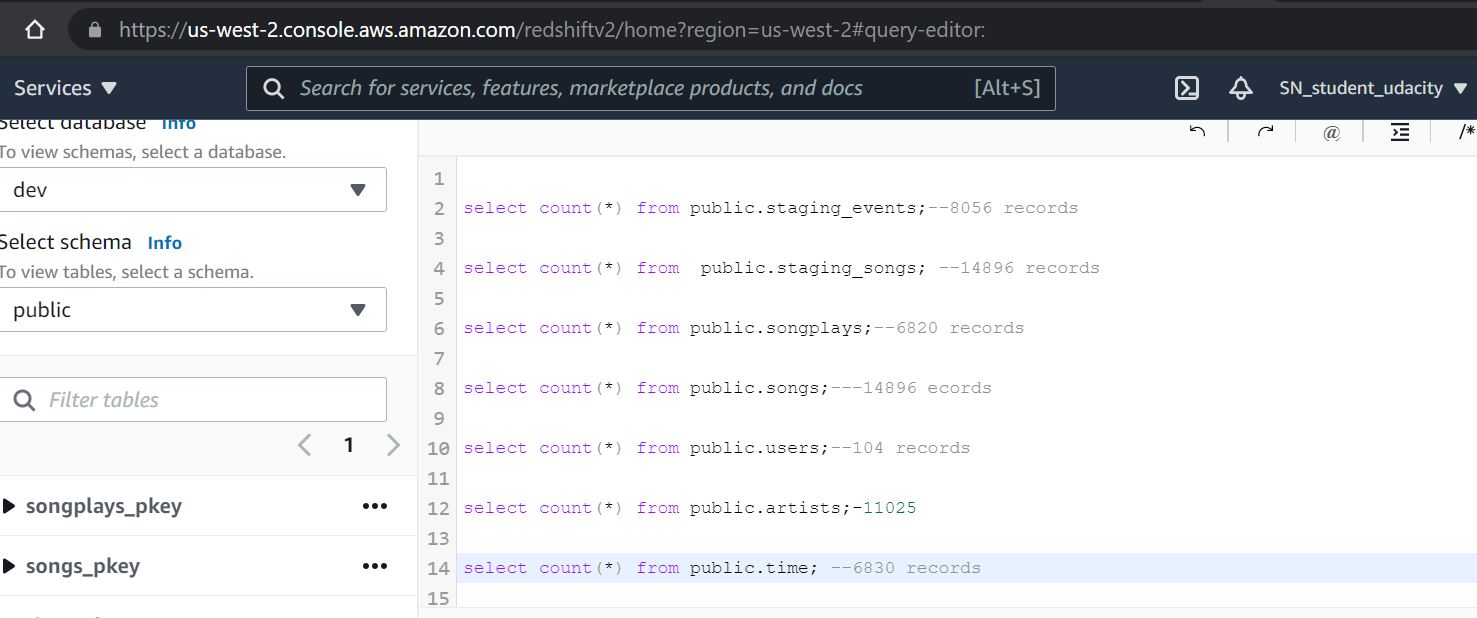 https://us-west-2.console.aws.amazon.com/redshiftv2/home?region=us-west-2#query-editor:
Services ▼ Search for services, features, marketplace products, and docs [Alt+S] SN_student_udacity ▼
Select database Info
To view schemas, select a database.
dev
Select schema Info
To view tables, select a schema.
public
Filter tables
1
songplays_pkey
songs_pkey
@ /*
1
2 select count(*) from public.staging_events;--8056 records
3
4 select count(*) from  public.staging_songs; --14896 records
5
6 select count(*) from public.songplays;--6820 records
7
8 select count(*) from public.songs;---14896 ecords
9
10 select count(*) from public.users;--104 records
11
12 select count(*) from public.artists;-11025
13
14 select count(*) from public.time; --6830 records
15